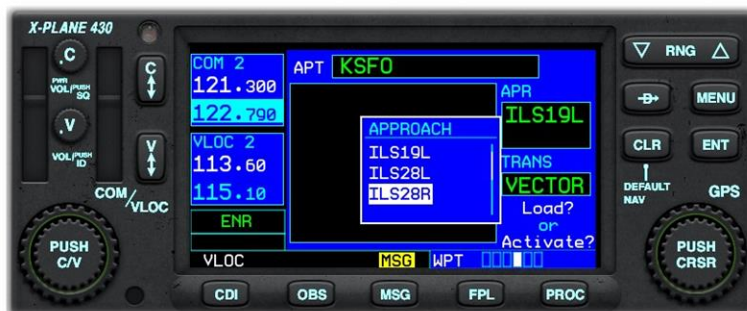 X-PLANE 430
C
PWR
VOL/PUSH
SQ
V
VOL/PUSH
ID
C
V
COM/VLOC
PUSH
C/V
COM 2
121.300
122.790
VLOC 2
113.60
115.10
ENR
VLOC
MSG
WPT
APT KSFO
APPROACH
ILS19L
ILS28L
ILS28R
APR
ILS19L
TRANS
VECTOR
Load?
or
Activate?
RNG
D
MENU
CLR
ENT
DEFAULT
NAV
GPS
PUSH
CRSR
CDI
OBS
MSG
FPL
PROC